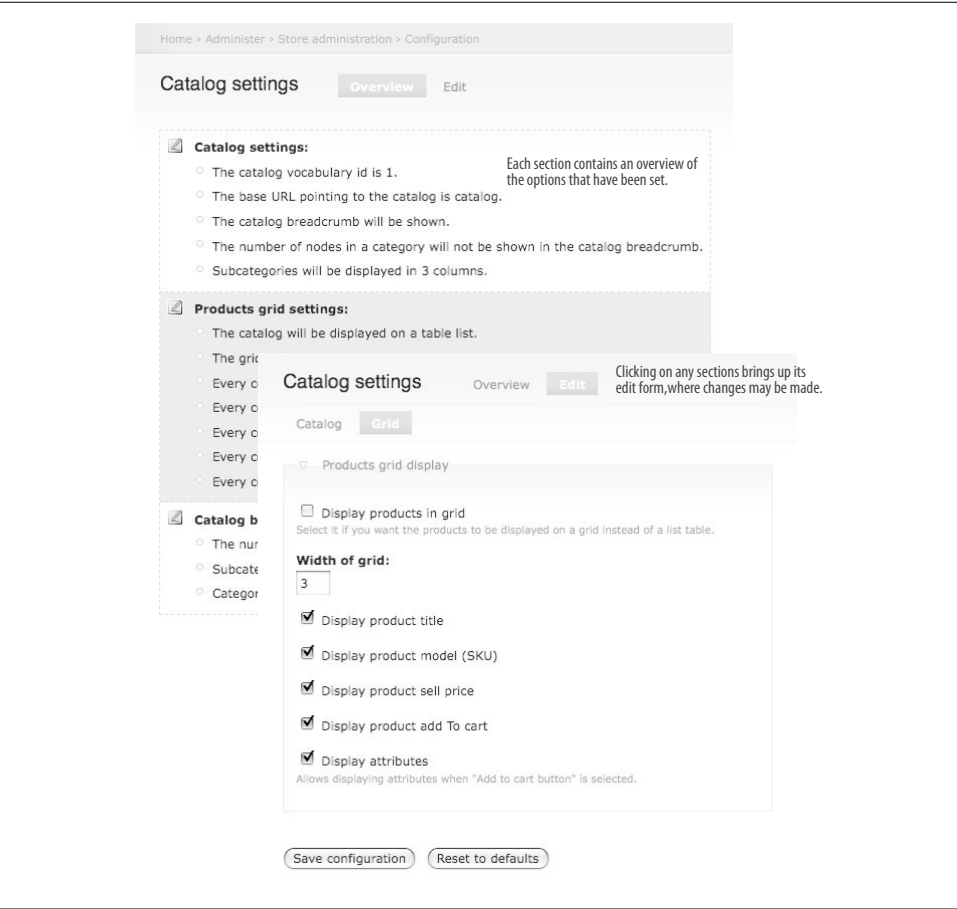 Home > Administer > Store administration > Configuration
Catalog settings
Overview
Edit
Catalog settings:
The catalog vocabulary id is 1.
The base URL pointing to the catalog is catalog.
The catalog breadcrumb will be shown.
The number of nodes in a category will not be shown in the catalog breadcrumb.
Subcategories will be displayed in 3 columns.
Each section contains an overview of
the options that have been set.
Products grid settings:
The catalog will be displayed on a table list.
The
Every
Every
Every
Every
Every
Catalog
The
Catalog settings
Overview
Edit
Clicking on any sections brings up its
edit form,where changes may be made.
Catalog
Grid
Products grid display
Display products in grid
Select it if you want the products to be displayed on a grid instead of a list table.
Width of grid:
3
Display product title
Display product model (SKU)
Display product sell price
Display product add To cart
Display attributes
Allows displaying attributes when "Add to cart button" is selected.
Save configuration
Reset to defaults